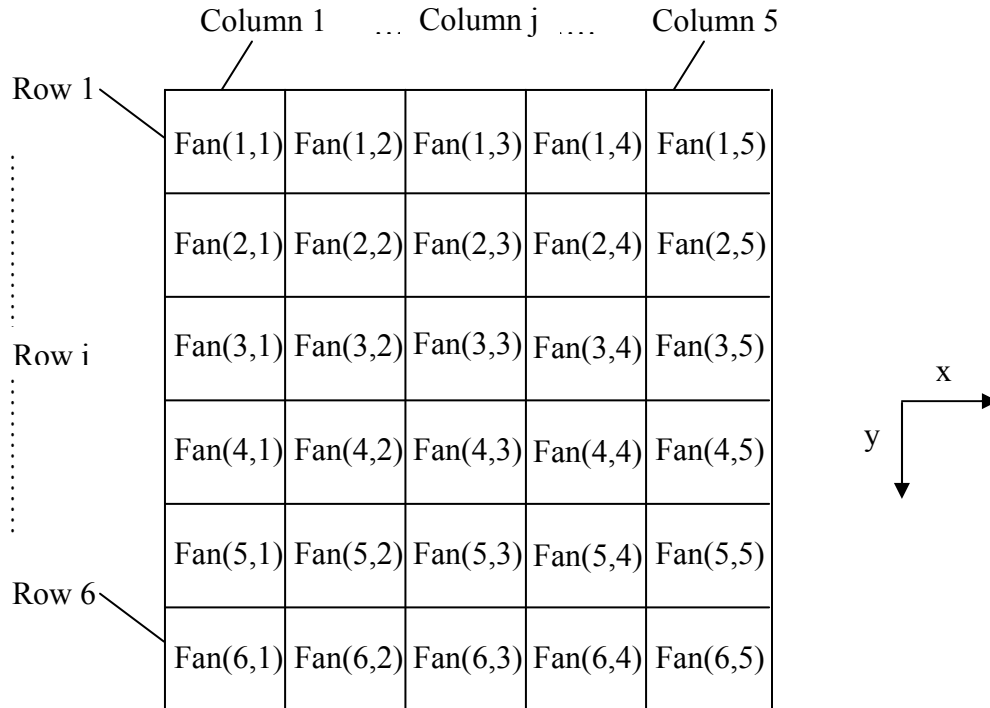 Column 1 ... Column j .... Column 5
Row 1
Fan(1,1) Fan(1,2) Fan(1,3) Fan(1,4) Fan(1,5)
Fan(2,1) Fan(2,2) Fan(2,3) Fan(2,4) Fan(2,5)
Fan(3,1) Fan(3,2) Fan(3,3) Fan(3,4) Fan(3,5)
Row i
x
y
Fan(4,1) Fan(4,2) Fan(4,3) Fan(4,4) Fan(4,5)
Fan(5,1) Fan(5,2) Fan(5,3) Fan(5,4) Fan(5,5)
Row 6
Fan(6,1) Fan(6,2) Fan(6,3) Fan(6,4) Fan(6,5)